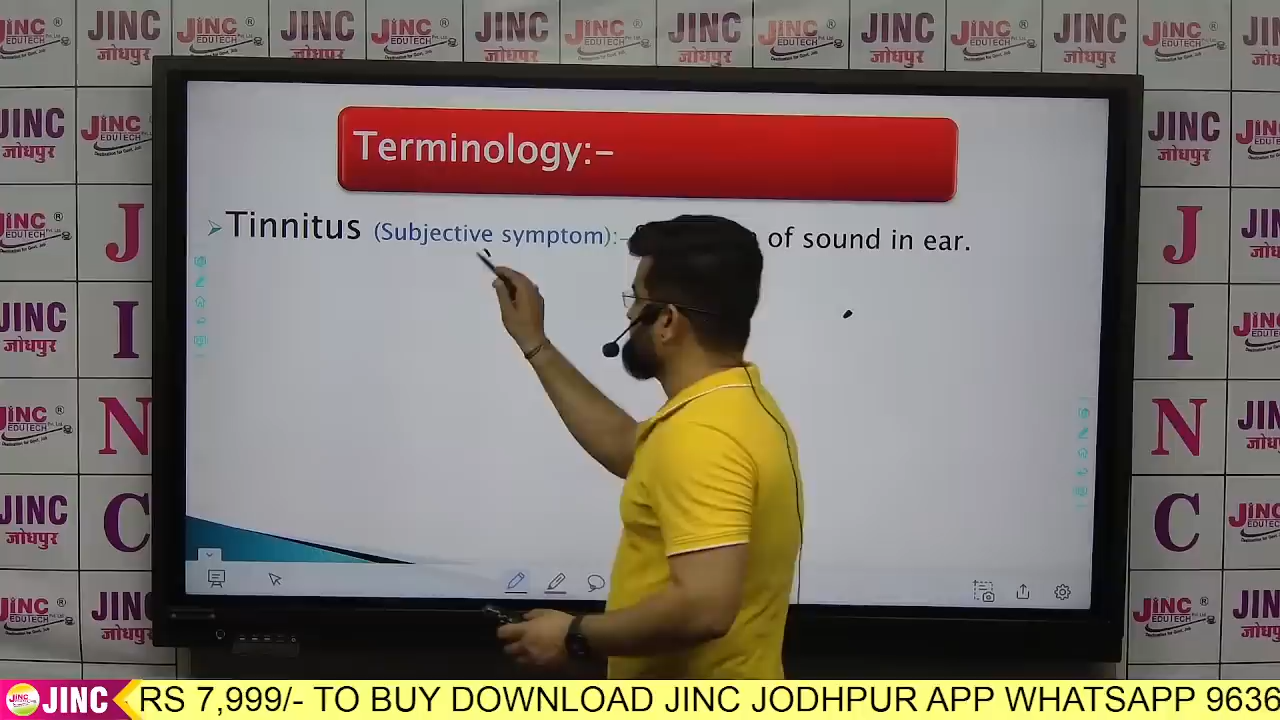 Terminology:-
➢Tinnitus (Subjective symptom):- of sound in ear.
JINC
जोधपुर
JINC
EDUTECH
J
I
N
C
J
I
N
C
JINC RS 7,999/- TO BUY DOWNLOAD JINC JODHPUR APP WHATSAPP 9636